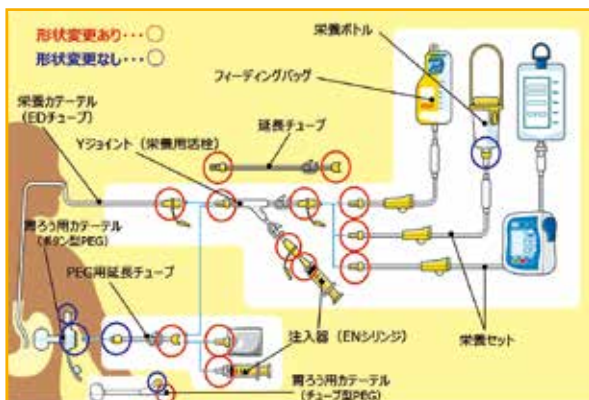 形状変更あり・・・○
形状変更なし・・・○
栄養ボトル
フィーディングバッグ
栄養カテーテル
(EDチューブ)
延長チューブ
Yジョイント(栄養用活栓)
胃ろう用カテーテル
(ボタン型PEG)
PEG用延長チューブ
注入器(ENシリンジ)
栄養セット
胃ろう用カテーテル
(チューブ型PEG)